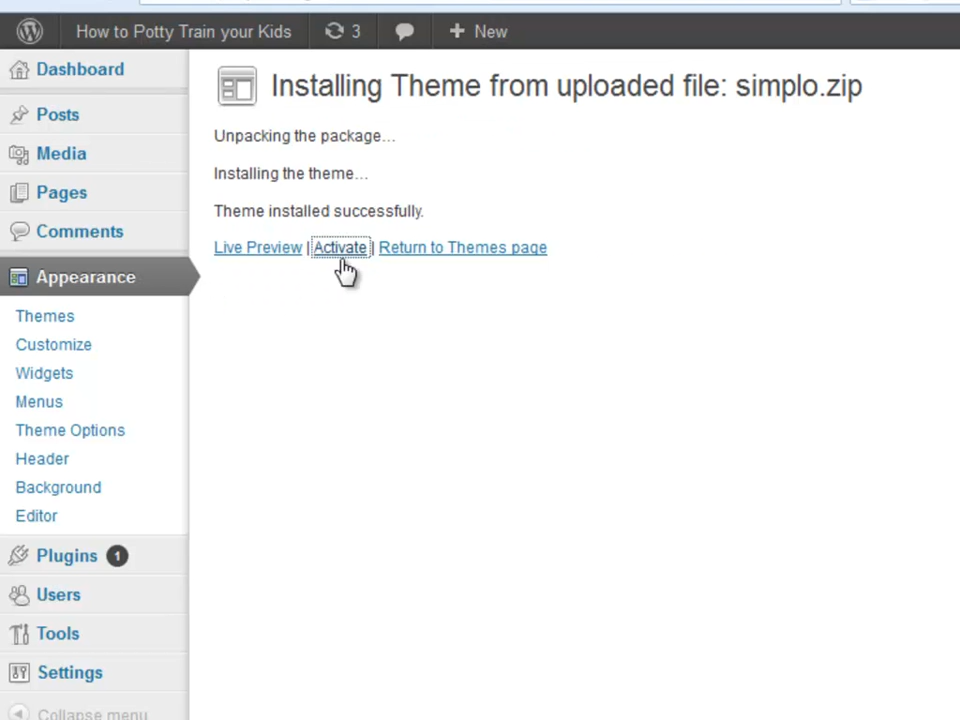 How to Potty Train your Kids 3 + New
Dashboard
Posts
Media
Pages
Comments
Appearance
Themes
Customize
Widgets
Menus
Theme Options
Header
Background
Editor
Plugins 1
Users
Tools
Settings
Collapse menu
Installing Theme from uploaded file: simplo.zip
Unpacking the package…
Installing the theme…
Theme installed successfully.
Live Preview | Activate | Return to Themes page